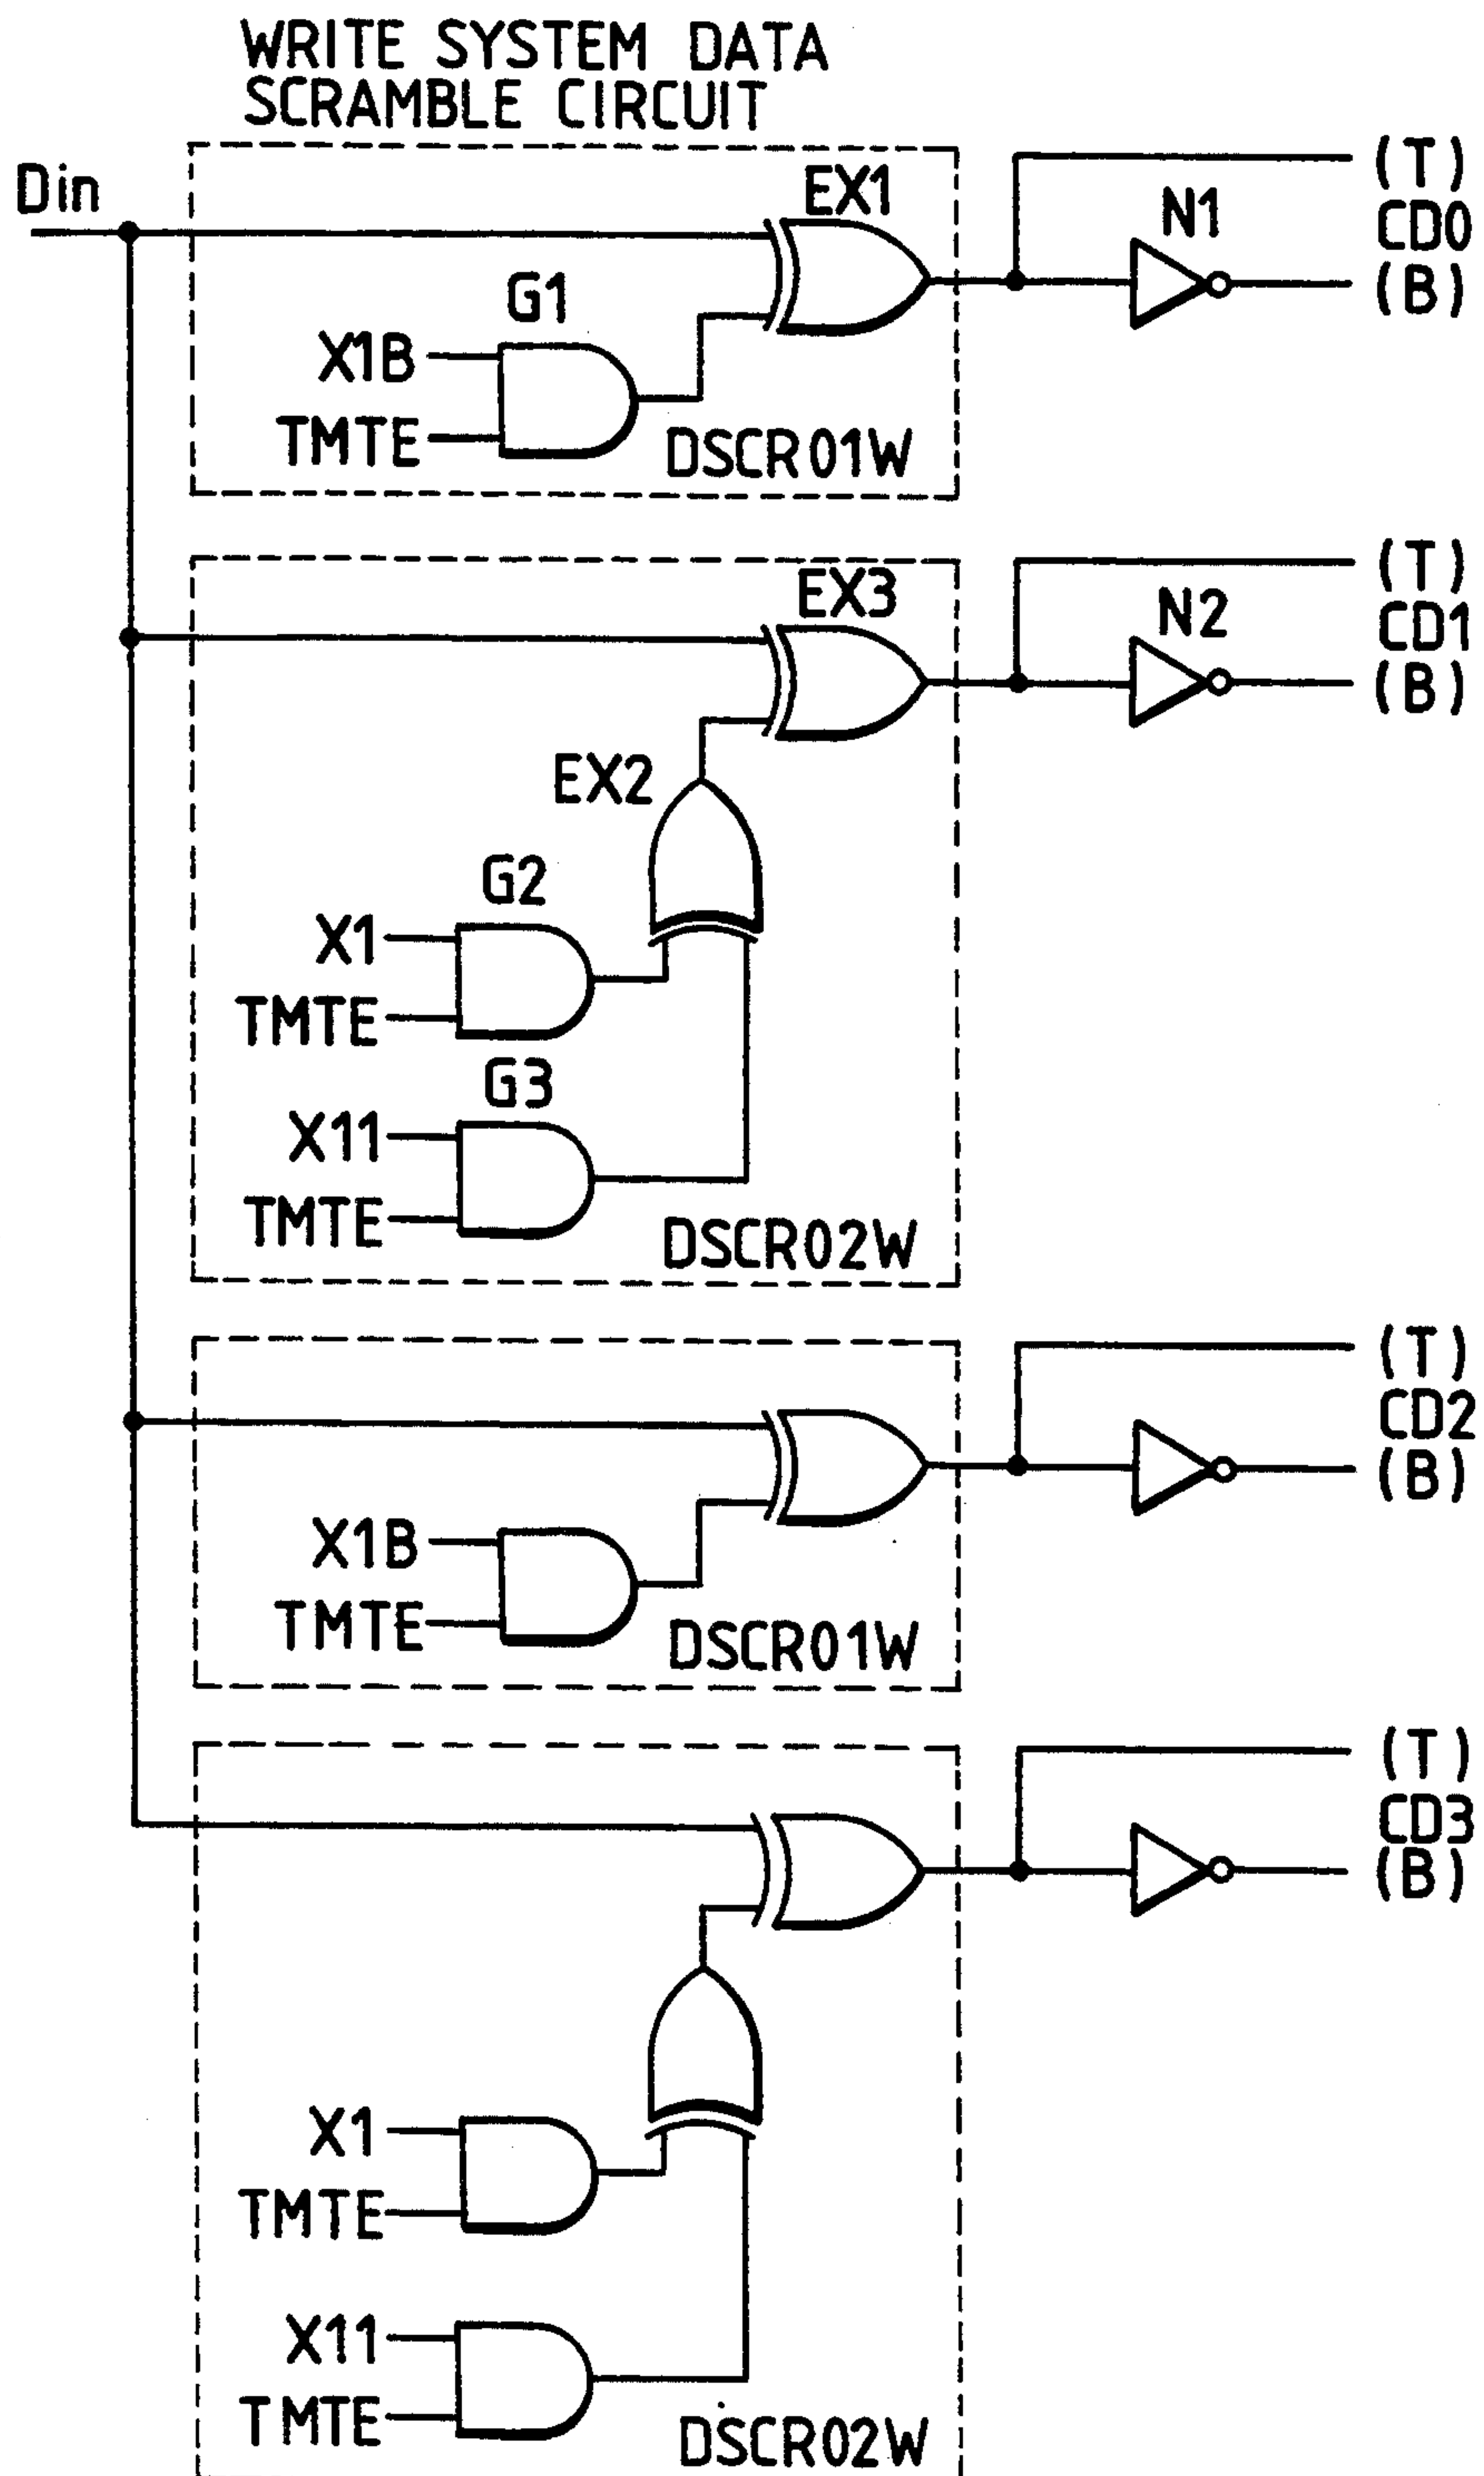 WRITE SYSTEM DATA
SCRAMBLE CIRCUIT
Din
EX1
N1
(T)
CD0
(B)
G1
X1B
TMTE
DSCR01W
EX3
N2
(T)
CD1
(B)
EX2
G2
X1
TMTE
G3
X11
TMTE
DSCR02W
(T)
CD2
(B)
X1B
TMTE
DSCR01W
(T)
CD3
(B)
X1
TMTE
X11
TMTE
DSCR02W